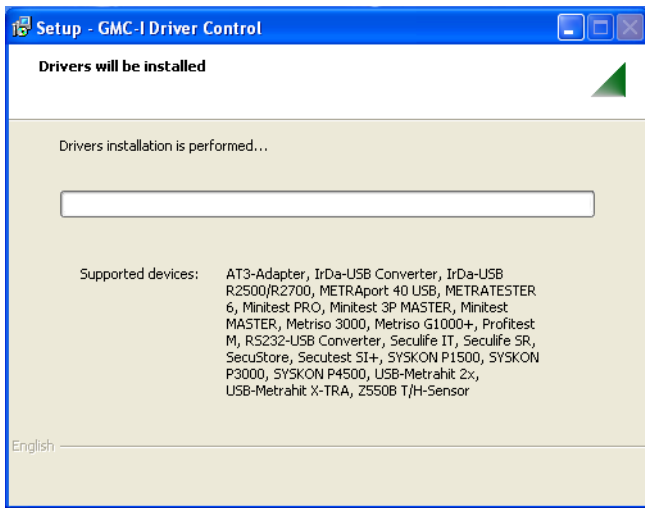 Setup - GMC-I Driver Control
Drivers will be installed
Drivers installation is performed...
Supported devices:
AT3-Adapter, IrDa-USB Converter, IrDa-USB
R2500/R2700, METRAport 40 USB, METRATESTER
6, Minitest PRO, Minitest 3P MASTER, Minitest
MASTER, Metriso 3000, Metriso G1000+, Profitest
M, RS232-USB Converter, Seculife IT, Seculife SR,
SecuStore, Secutest SI+, SYSKON P1500, SYSKON
P3000, SYSKON P4500, USB-Metrahit 2x,
USB-Metrahit X-TRA, Z550B T/H-Sensor
English